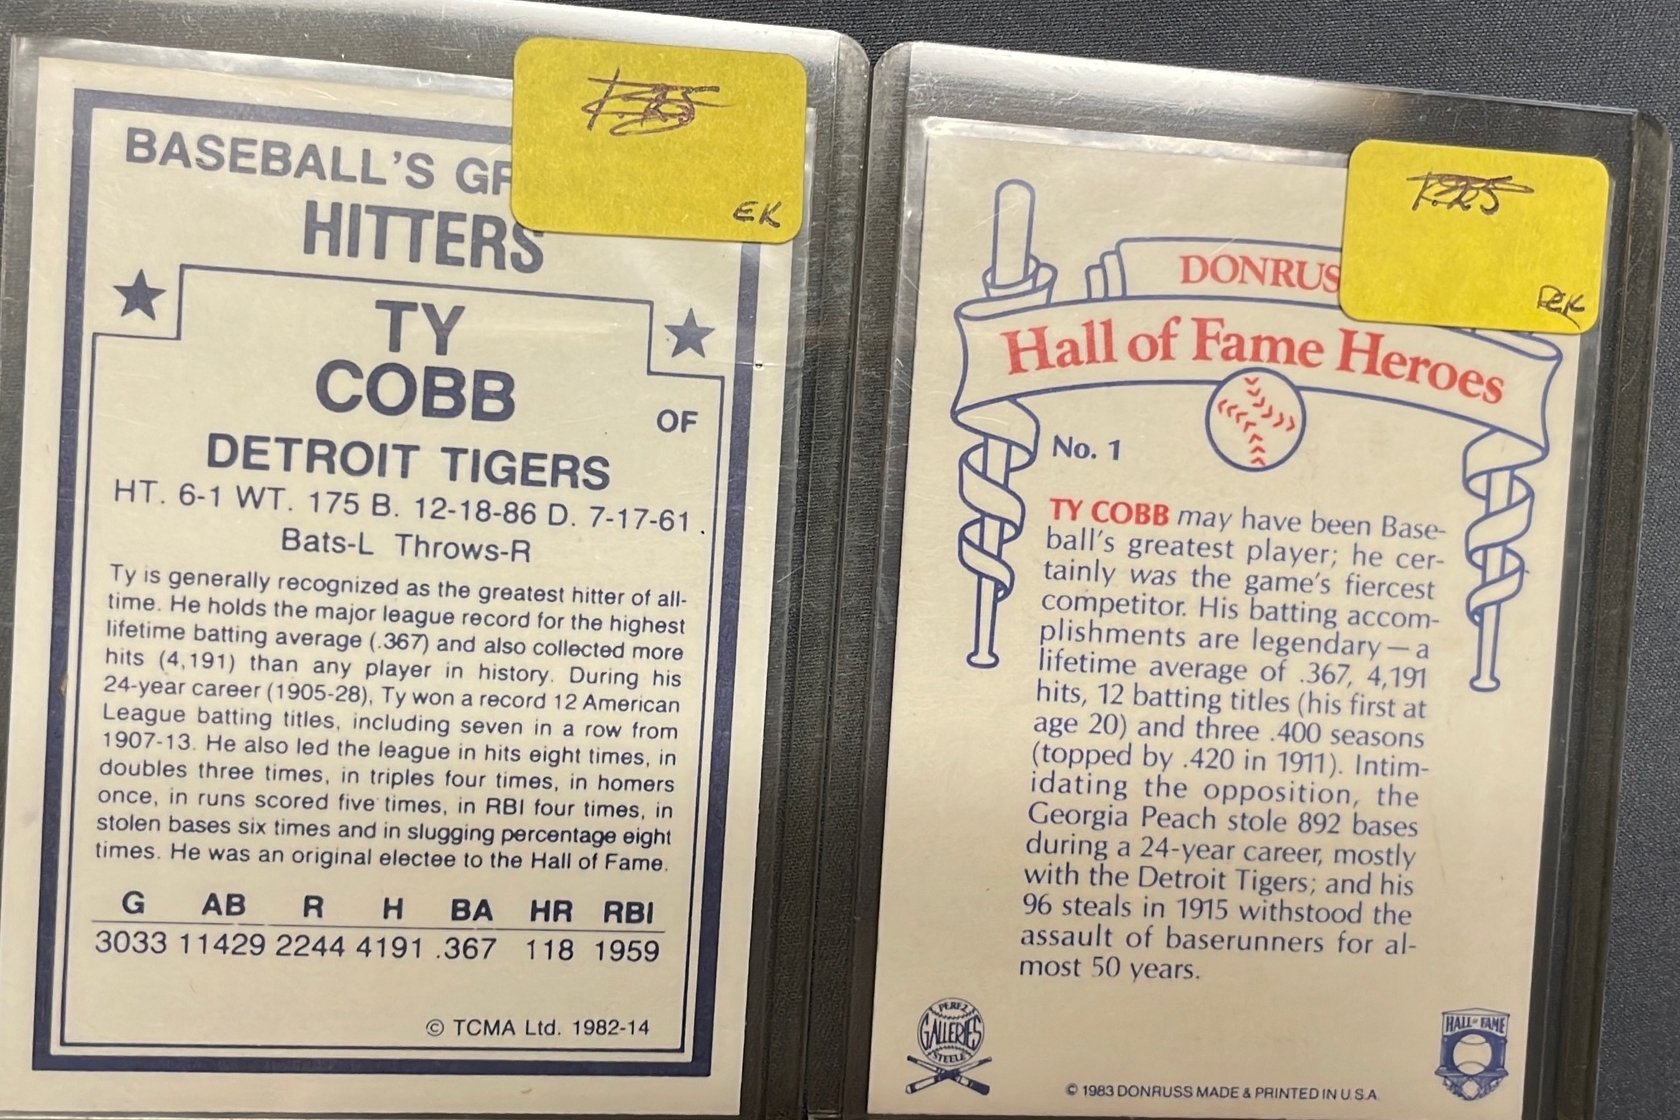 EK
BASEBALL'S GR
HITTERS
TY
COBB
OF
DETROIT TIGERS
HT. 6-1 WT. 175 B. 12-18-86 D. 7-17-61.
Bats-L Throws-R
Ty is generally recognized as the greatest hitter of all-
time. He holds the major league record for the highest
lifetime batting average (.367) and also collected more
hits (4,191) than any player in history. During his
24-year career (1905-28), Ty won a record 12 American
League batting titles, including seven in a row from
1907-13. He also led the league in hits eight times, in
doubles three times, in triples four times, in homers
once, in runs scored five times, in RBI four times, in
stolen bases six times and in slugging percentage eight
times. He was an original electee to the Hall of Fame.
G AB R H BA HR RBI
3033 11429 2244 4191 .367 118 1959
© TCMA Ltd. 1982-14
DONRUS
Hall of Fame Heroes
No. 1
TY COBB may have been Base-
ball's greatest player; he cer-
tainly was the game's fiercest
competitor. His batting accom-
plishments are legendary—a
lifetime average of .367, 4,191
hits, 12 batting titles (his first at
age 20) and three .400 seasons
(topped by .420 in 1911). Intim-
idating the opposition, the
Georgia Peach stole 892 bases
during a 24-year career, mostly
with the Detroit Tigers; and his
96 steals in 1915 withstood the
assault of baserunners for al-
most 50 years.
PEREZ
GALLERIES
STEELE
HALL OF FAME
© 1983 DONRUSS MADE & PRINTED IN U.S.A.